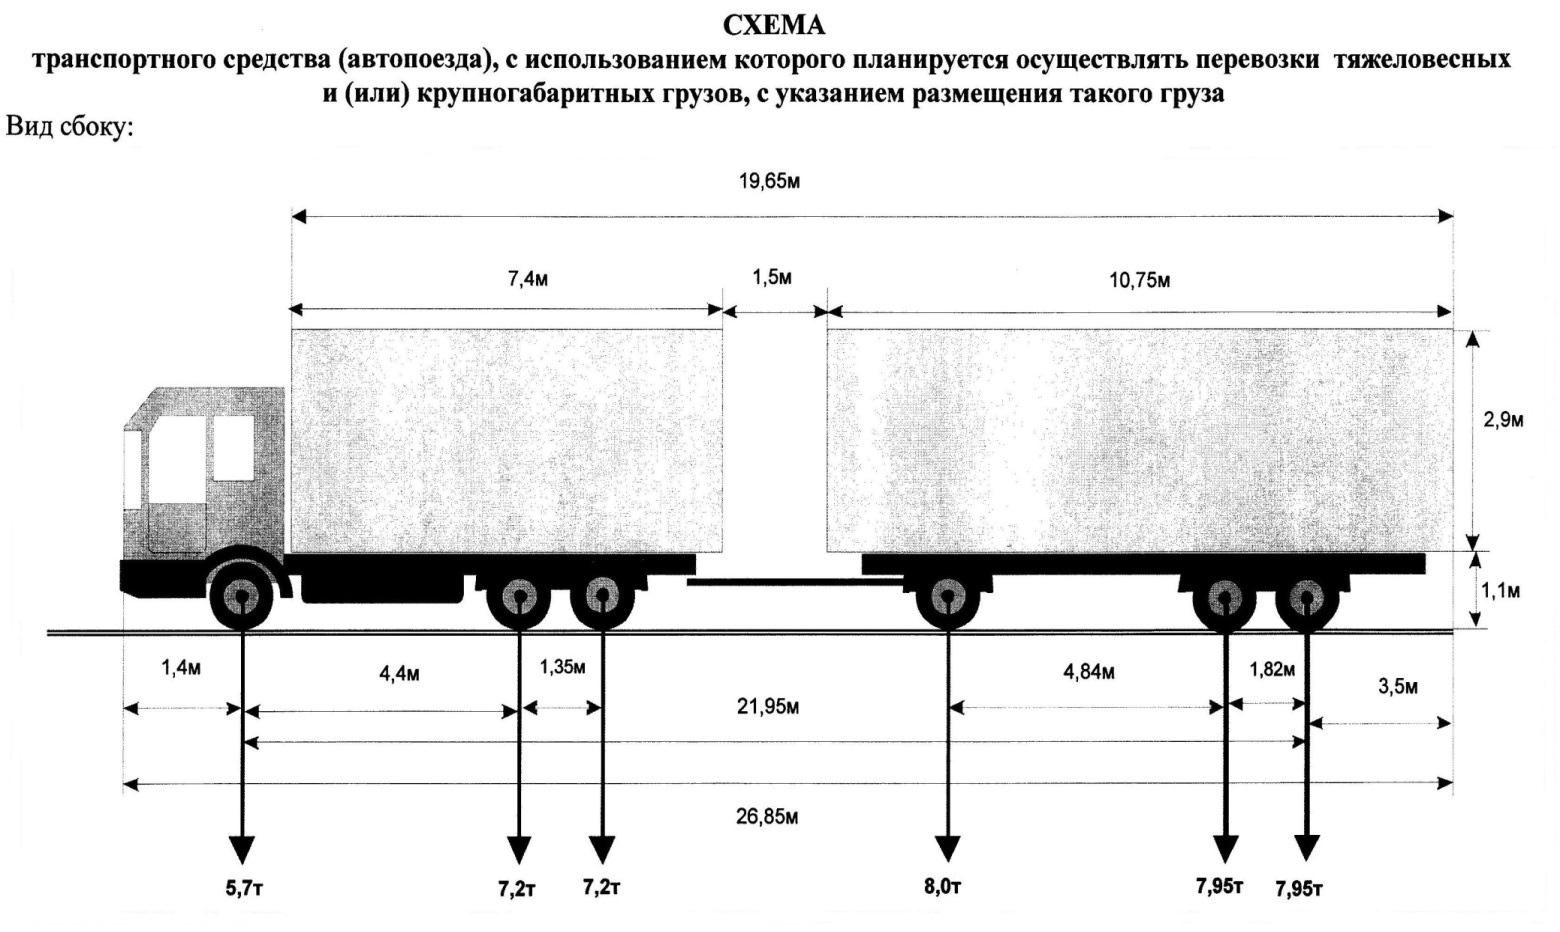 СХЕМА
транспортного средства (автопоезда), с использованием которого планируется осуществлять перевозки тяжеловесных
и (или) крупногабаритных грузов, с указанием размещения такого груза
Вид сбоку:
19,65м
7,4м 1,5м 10,75м
2,9м
1,1м
1,4м 4,4м 1,35м 4,84м 1,82м 3,5м
21,95м
26,85м
5,7т 7,2т 7,2т 8,0т 7,95т 7,95т